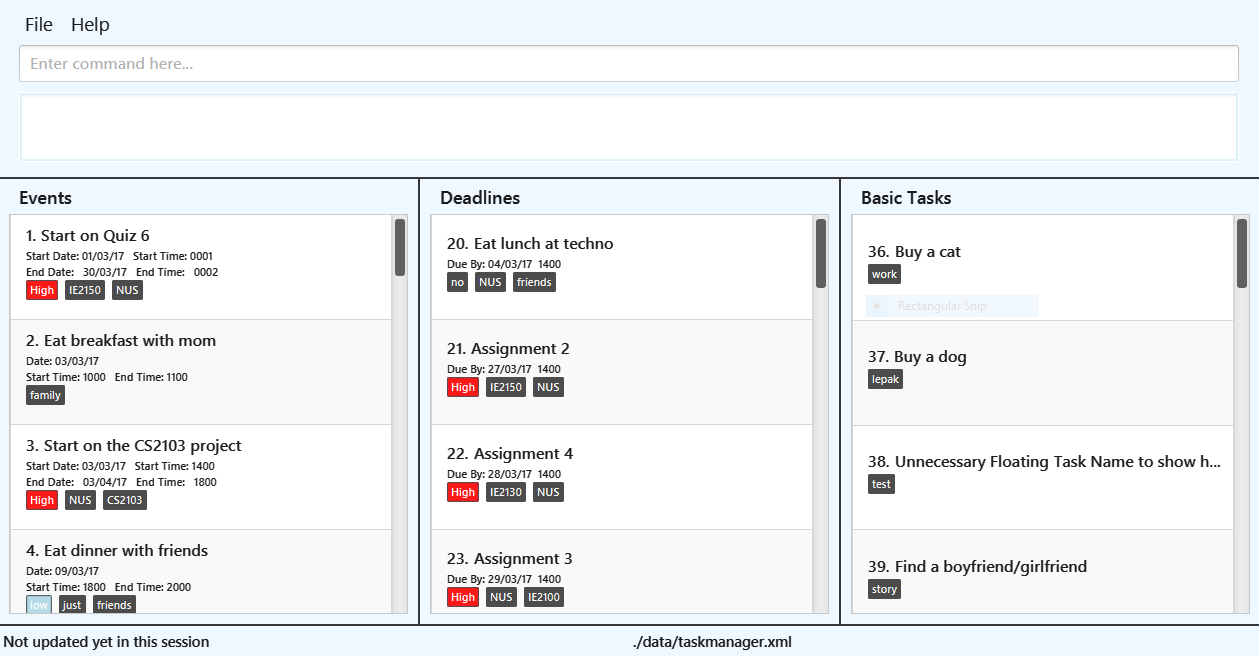 File Help
Enter command here...
Events
1. Start on Quiz 6
Start Date: 01/03/17 Start Time: 0001
End Date: 30/03/17 End Time: 0002
High IE2150 NUS
2. Eat breakfast with mom
Date: 03/03/17
Start Time: 1000 End Time: 1100
family
3. Start on the CS2103 project
Start Date: 03/03/17 Start Time: 1400
End Date: 03/04/17 End Time: 1800
High NUS CS2103
4. Eat dinner with friends
Date: 09/03/17
Start Time: 1800 End Time: 2000
low just friends
Deadlines
20. Eat lunch at techno
Due By: 04/03/17 1400
no NUS friends
21. Assignment 2
Due By: 27/03/17 1400
High IE2150 NUS
22. Assignment 4
Due By: 28/03/17 1400
High IE2130 NUS
23. Assignment 3
Due By: 29/03/17 1400
High NUS IE2100
Basic Tasks
36. Buy a cat
work
Rectangular Snip
37. Buy a dog
lepak
38. Unnecessary Floating Task Name to show h...
test
39. Find a boyfriend/girlfriend
story
Not updated yet in this session
./data/taskmanager.xml